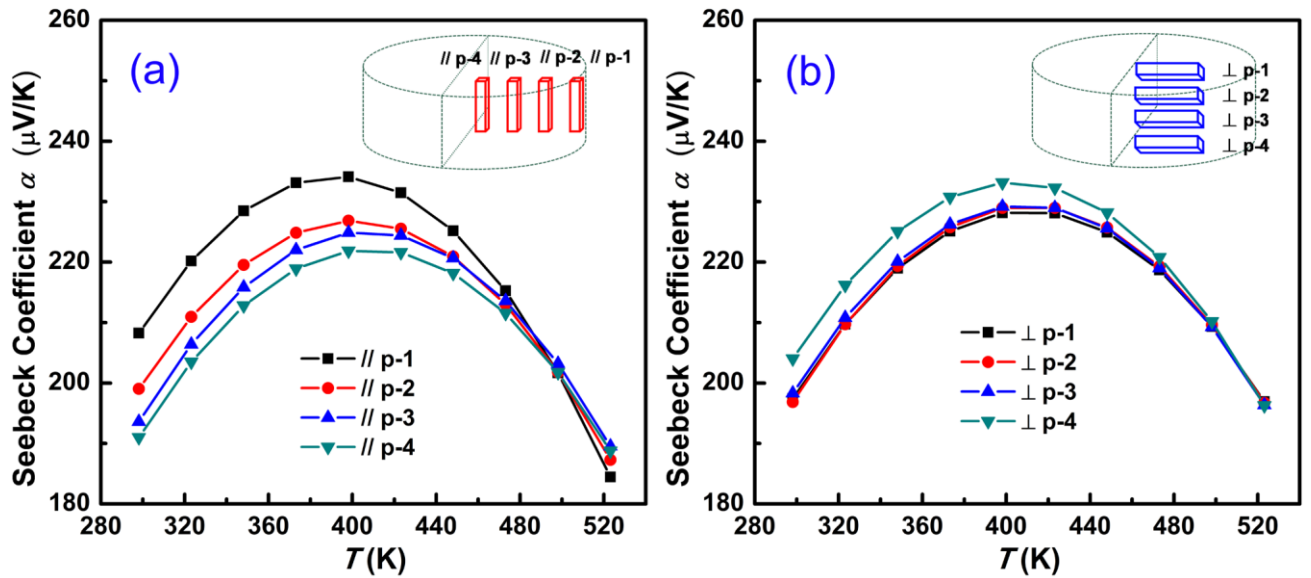 (a)
// p-4 // p-3 // p-2 // p-1
260
240
220
200
180
Seebeck Coefficient α (μV/K)
// p-1
// p-2
// p-3
// p-4
280 320 360 400 440 480 520
T (K)
(b)
⊥ p-1
⊥ p-2
⊥ p-3
⊥ p-4
260
240
220
200
180
Seebeck Coefficient α (μV/K)
⊥ p-1
⊥ p-2
⊥ p-3
⊥ p-4
280 320 360 400 440 480 520
T (K)